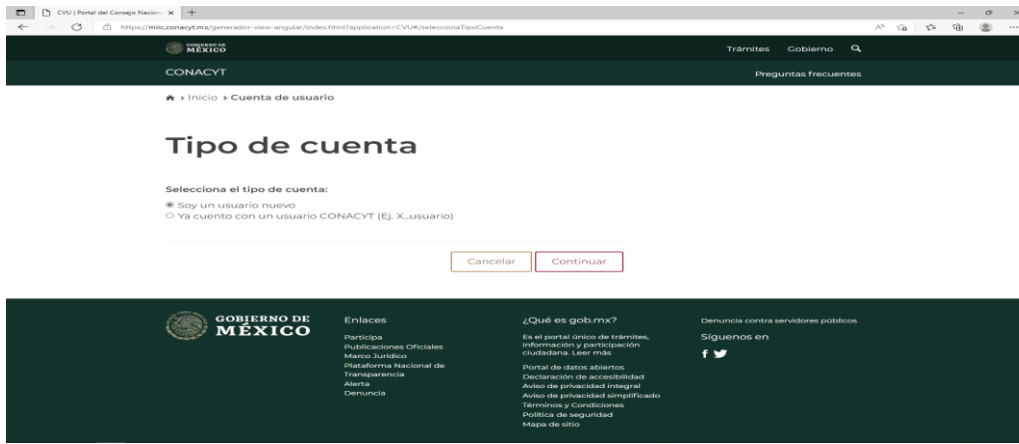 CVU | Portal del Consejo Nacion
https://miic.conacyt.mx/generador-view-angular/index.html?application=CVU#/seleccionaTipoCuenta
GOBIERNO DE
MÉXICO
Trámites Gobierno
CONACYT
Preguntas frecuentes
Inicio > Cuenta de usuario
Tipo de cuenta
Selecciona el tipo de cuenta:
Soy un usuario nuevo
Ya cuento con un usuario CONACYT (Ej. X_usuario)
Cancelar Continuar
GOBIERNO DE
MÉXICO
Enlaces
Participa
Publicaciones Oficiales
Marco Jurídico
Plataforma Nacional de
Transparencia
Alerta
Denuncia
¿Qué es gob.mx?
Es el portal único de trámites,
información y participación
ciudadana. Leer más
Portal de datos abiertos
Declaración de accesibilidad
Aviso de privacidad integral
Aviso de privacidad simplificado
Términos y Condiciones
Política de seguridad
Mapa de sitio
Denuncia contra servidores públicos
Síguenos en